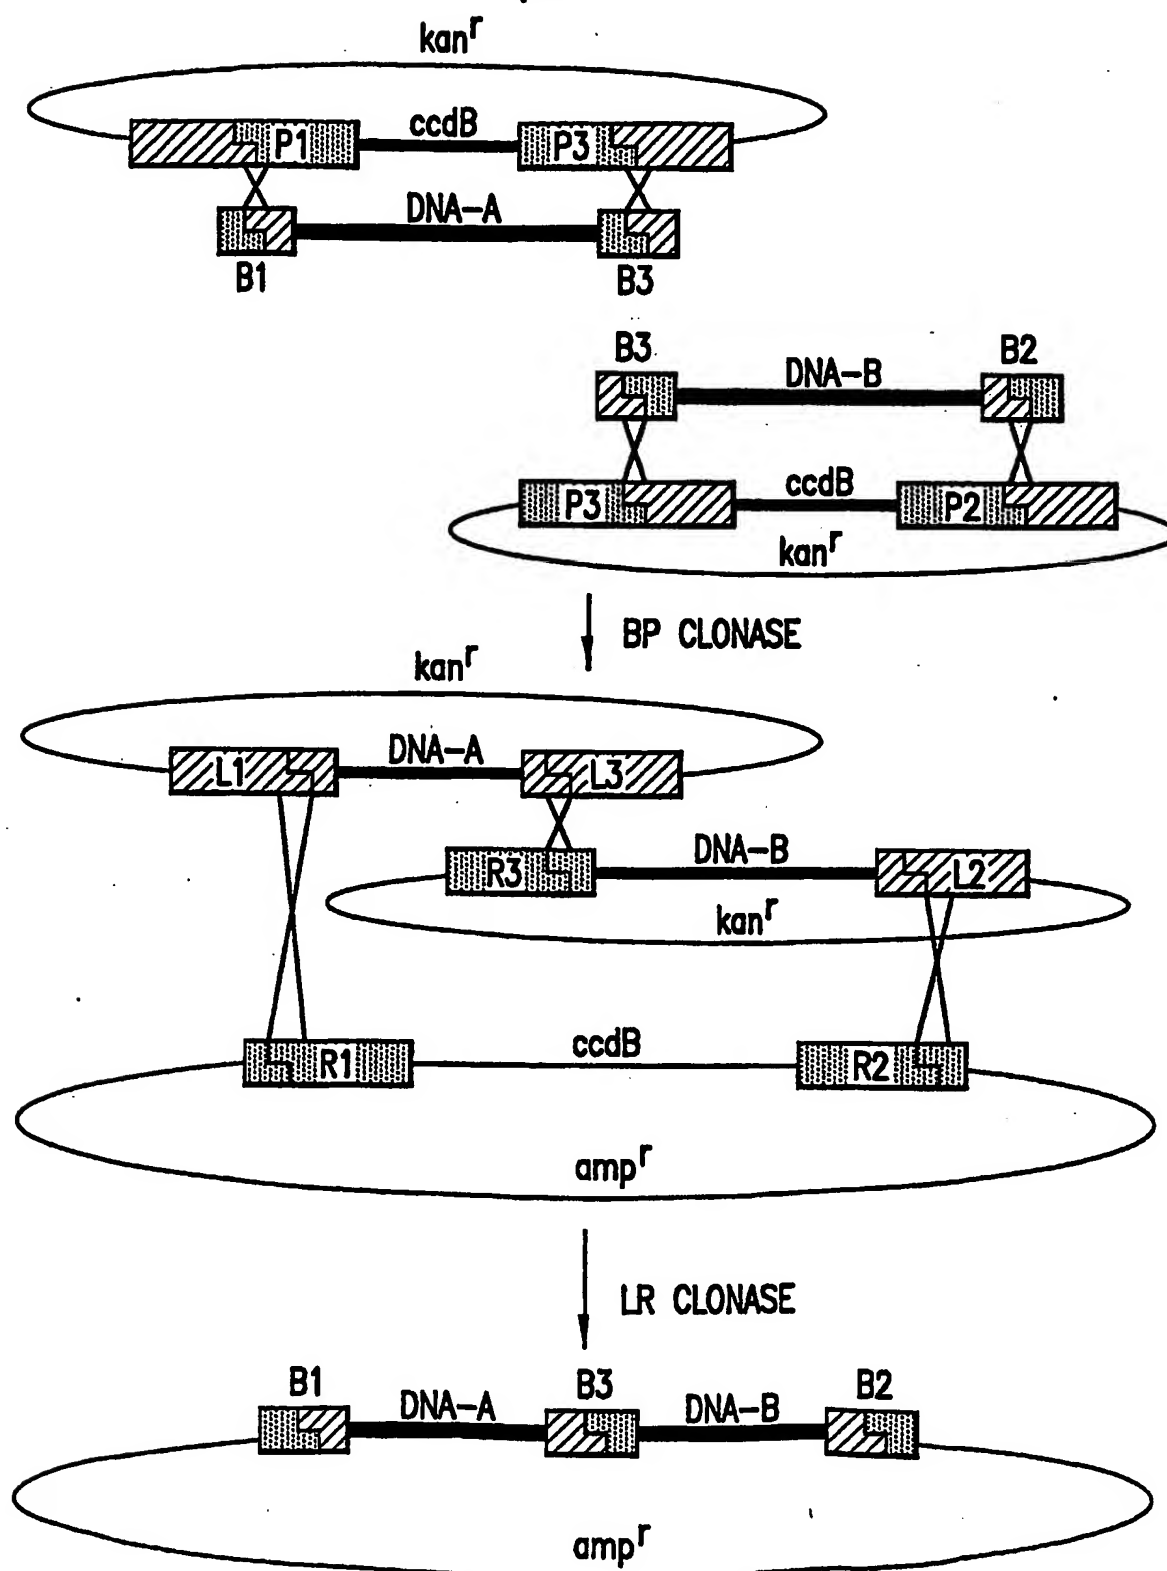 kanʳ
ccdB
P1
P3
DNA-A
B1
B3
B3
B2
DNA-B
ccdB
P3
P2
kanʳ
BP CLONASE
kanʳ
DNA-A
L1
L3
DNA-B
R3
L2
kanʳ
ccdB
R1
R2
ampʳ
LR CLONASE
B1
B3
B2
DNA-A
DNA-B
ampʳ